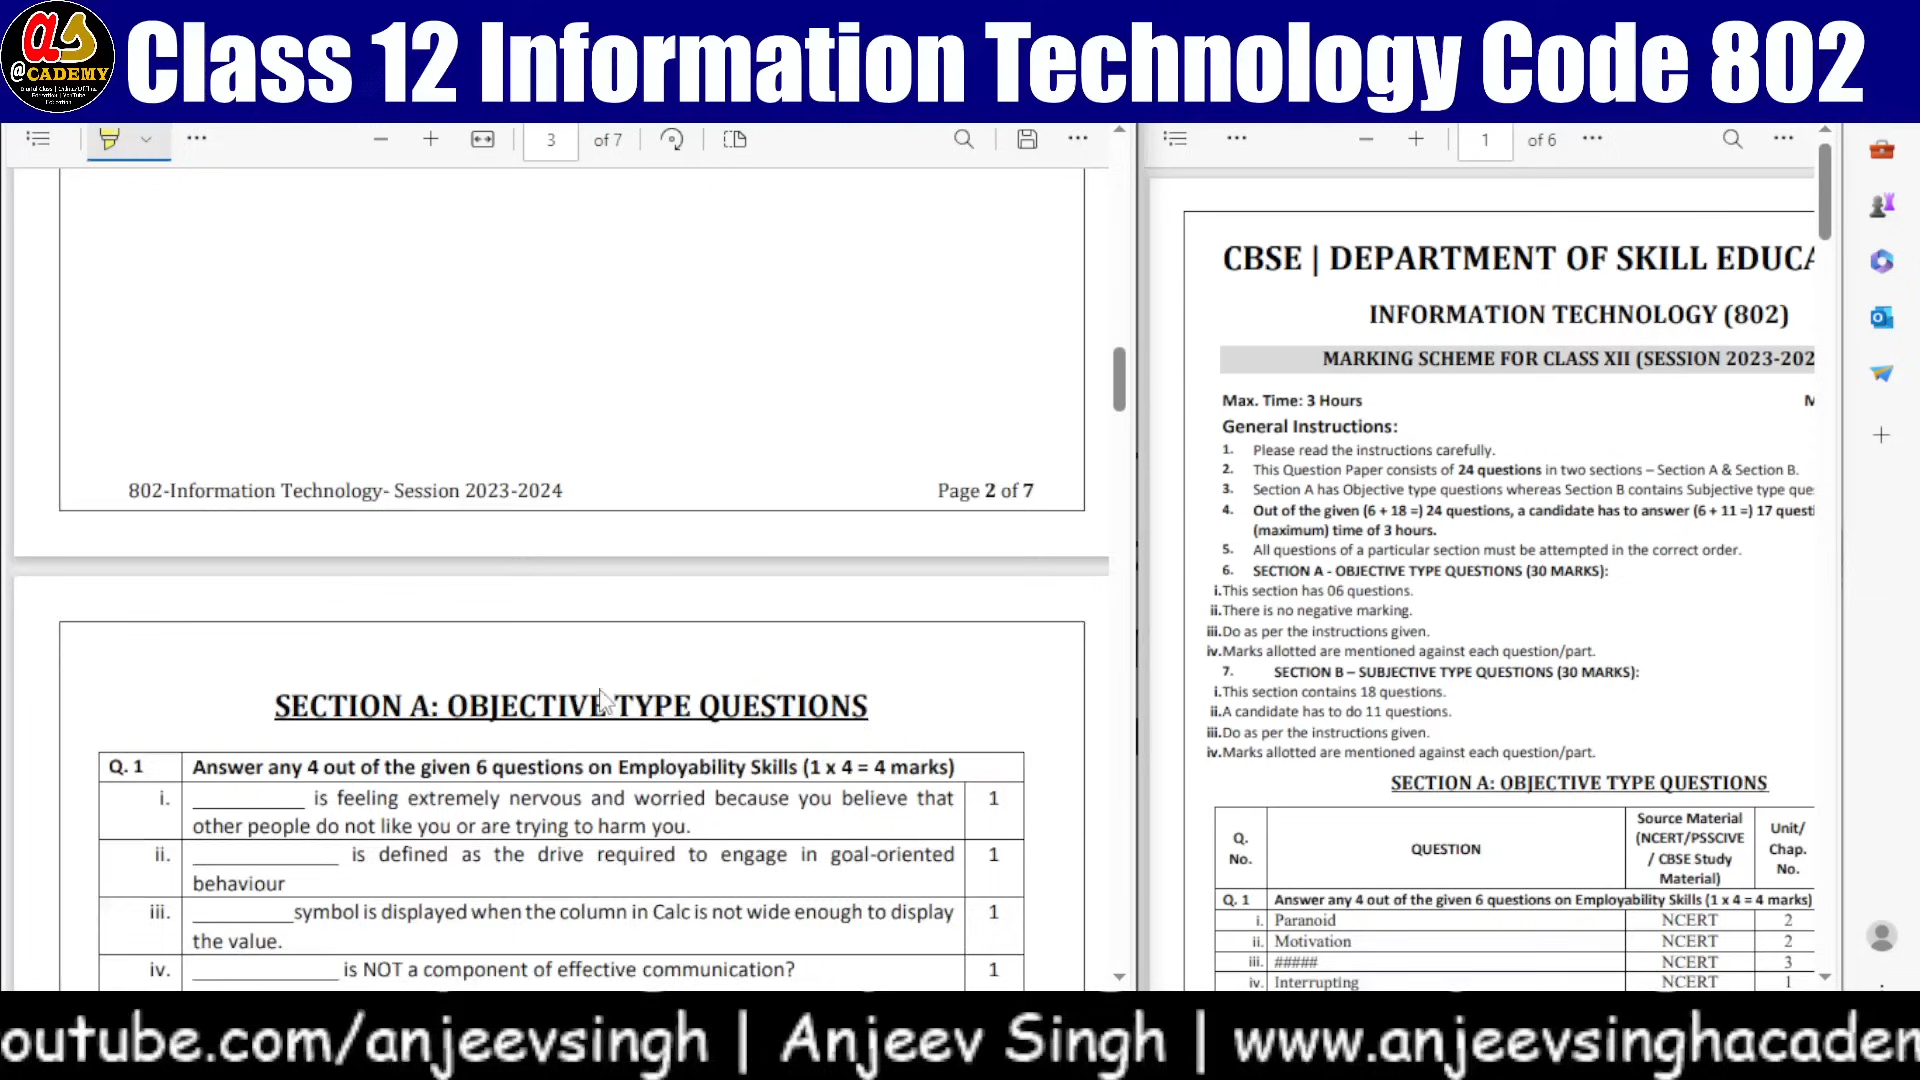 as
@CADEMY
Class 12 Information Technology Code 802
3 of 7
1 of 6
802-Information Technology- Session 2023-2024 Page 2 of 7
SECTION A: OBJECTIVE TYPE QUESTIONS
Q. 1 Answer any 4 out of the given 6 questions on Employability Skills (1 x 4 = 4 marks)
i. __________ is feeling extremely nervous and worried because you believe that 1
other people do not like you or are trying to harm you.
ii. _____________ is defined as the drive required to engage in goal-oriented 1
behaviour
iii. _________symbol is displayed when the column in Calc is not wide enough to display 1
the value.
iv. _____________ is NOT a component of effective communication? 1
CBSE | DEPARTMENT OF SKILL EDUCA
INFORMATION TECHNOLOGY (802)
MARKING SCHEME FOR CLASS XII (SESSION 2023-202
Max. Time: 3 Hours M
General Instructions:
1. Please read the instructions carefully.
2. This Question Paper consists of 24 questions in two sections – Section A & Section B.
3. Section A has Objective type questions whereas Section B contains Subjective type que
4. Out of the given (6 + 18 =) 24 questions, a candidate has to answer (6 + 11 =) 17 questi
(maximum) time of 3 hours.
5. All questions of a particular section must be attempted in the correct order.
6. SECTION A - OBJECTIVE TYPE QUESTIONS (30 MARKS):
i.This section has 06 questions.
ii.There is no negative marking.
iii.Do as per the instructions given.
iv.Marks allotted are mentioned against each question/part.
7. SECTION B – SUBJECTIVE TYPE QUESTIONS (30 MARKS):
i.This section contains 18 questions.
ii.A candidate has to do 11 questions.
iii.Do as per the instructions given.
iv.Marks allotted are mentioned against each question/part.
SECTION A: OBJECTIVE TYPE QUESTIONS
Q. No. QUESTION Source Material (NCERT/PSSCIVE / CBSE Study Material) Unit/ Chap. No.
Q. 1 Answer any 4 out of the given 6 questions on Employability Skills (1 x 4 = 4 marks)
i. Paranoid NCERT 2
ii. Motivation NCERT 2
iii. ##### NCERT 3
iv. Interrupting NCERT 1
outube.com/anjeevsingh | Anjeev Singh | www.anjeevsinghacaden